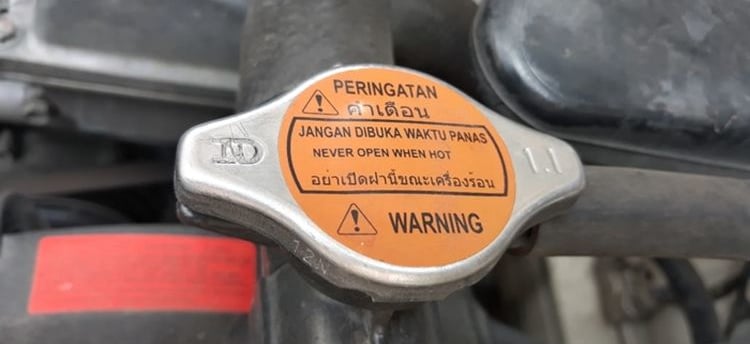 PERINGATAN
คำเตือน
JANGAN DIBUKA WAKTU PANAS
NEVER OPEN WHEN HOT
อย่าเปิดฝานี้ขณะเครื่องร้อน
WARNING
1.1